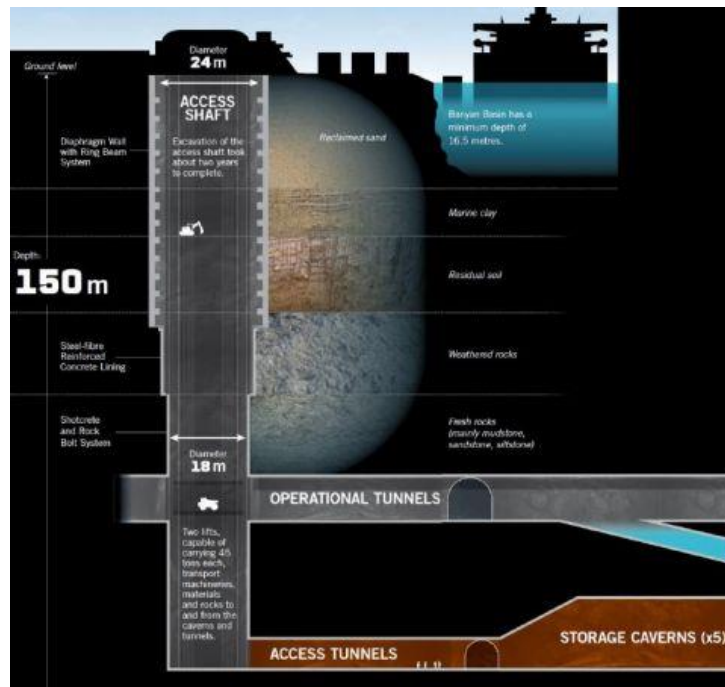 Diameter
24 m
Ground level
ACCESS
SHAFT
Excavation of the
access shaft took
about two years
to complete.
Diaphragm Wall
with Ring Beam
System
Reclaimed sand
Banyan Basin has a
minimum depth of
16.5 metres.
Marine clay
Depth:
150 m
Residual soil
Steel-fibre
Reinforced
Concrete Lining
Weathered rocks
Shotcrete
and Rock
Bolt System
Fresh rocks
(mainly mudstone,
sandstone, siltstone)
Diameter
18 m
OPERATIONAL TUNNELS
Two lifts,
capable of
carrying 45
tons each,
transport
machineries,
materials
and rocks to
and from the
caverns and
tunnels.
ACCESS TUNNELS
STORAGE CAVERNS (x5)